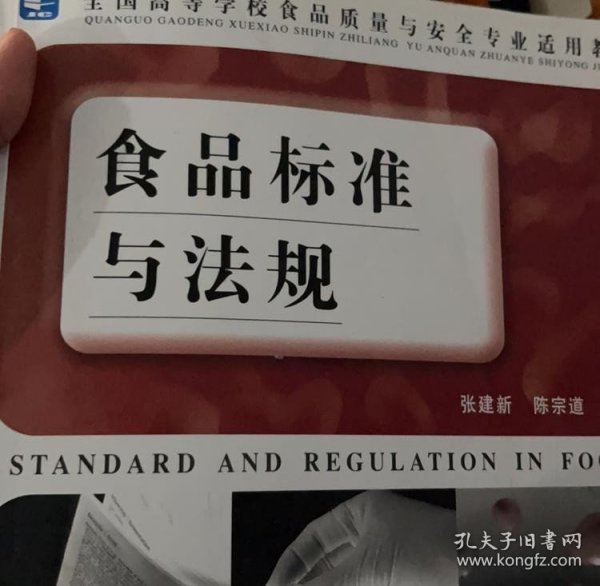 全国高等学校食品质量与安全专业适用教
QUANGUO GAODENG XUEXIAO SHIPIN ZHILIANG YU ANQUAN ZHUANYE SHIYONG JI
JC
食品标准
与法规
张建新 陈宗道
STANDARD AND REGULATION IN FOO
孔夫子旧书网
www.kongfz.com